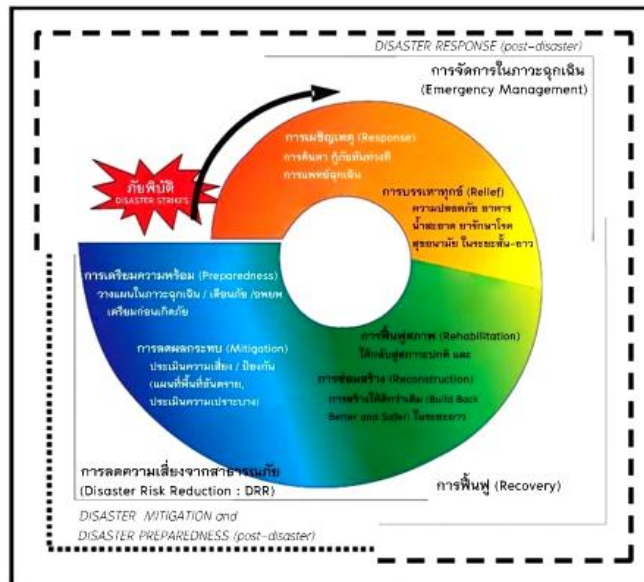 DISASTER RESPONSE (post-disaster)
การจัดการในภาวะฉุกเฉิน
(Emergency Management)
การเผชิญเหตุ (Response)
การค้นหา กู้ภัยทันท่วงที
การแพทย์ฉุกเฉิน
ภัยพิบัติ
DISASTER STRIKES
การบรรเทาทุกข์ (Relief)
ความปลอดภัย อาหาร
น้ำสะอาด ยารักษาโรค
สุขอนามัย ในระยะสั้น-ยาว
การเตรียมความพร้อม (Preparedness)
วางแผนในภาวะฉุกเฉิน / เตือนภัย /อพยพ
เตรียมก่อนเกิดภัย
การลดผลกระทบ (Mitigation)
ประเมินความเสี่ยง / ป้องกัน
(แผนที่พื้นที่อันตราย,
ประเมินความเปราะบาง)
การฟื้นฟูสภาพ (Rehabilitation)
ให้กลับสู่สภาวะปกติ และ
การซ่อมสร้าง (Reconstruction)
การสร้างให้ดีกว่าเดิม (Build Back
Better and Safer) ในระยะยาว
การลดความเสี่ยงจากสาธารณภัย
(Disaster Risk Reduction : DRR)
การฟื้นฟู (Recovery)
DISASTER MITIGATION and
DISASTER PREPAREDNESS (post-disaster)